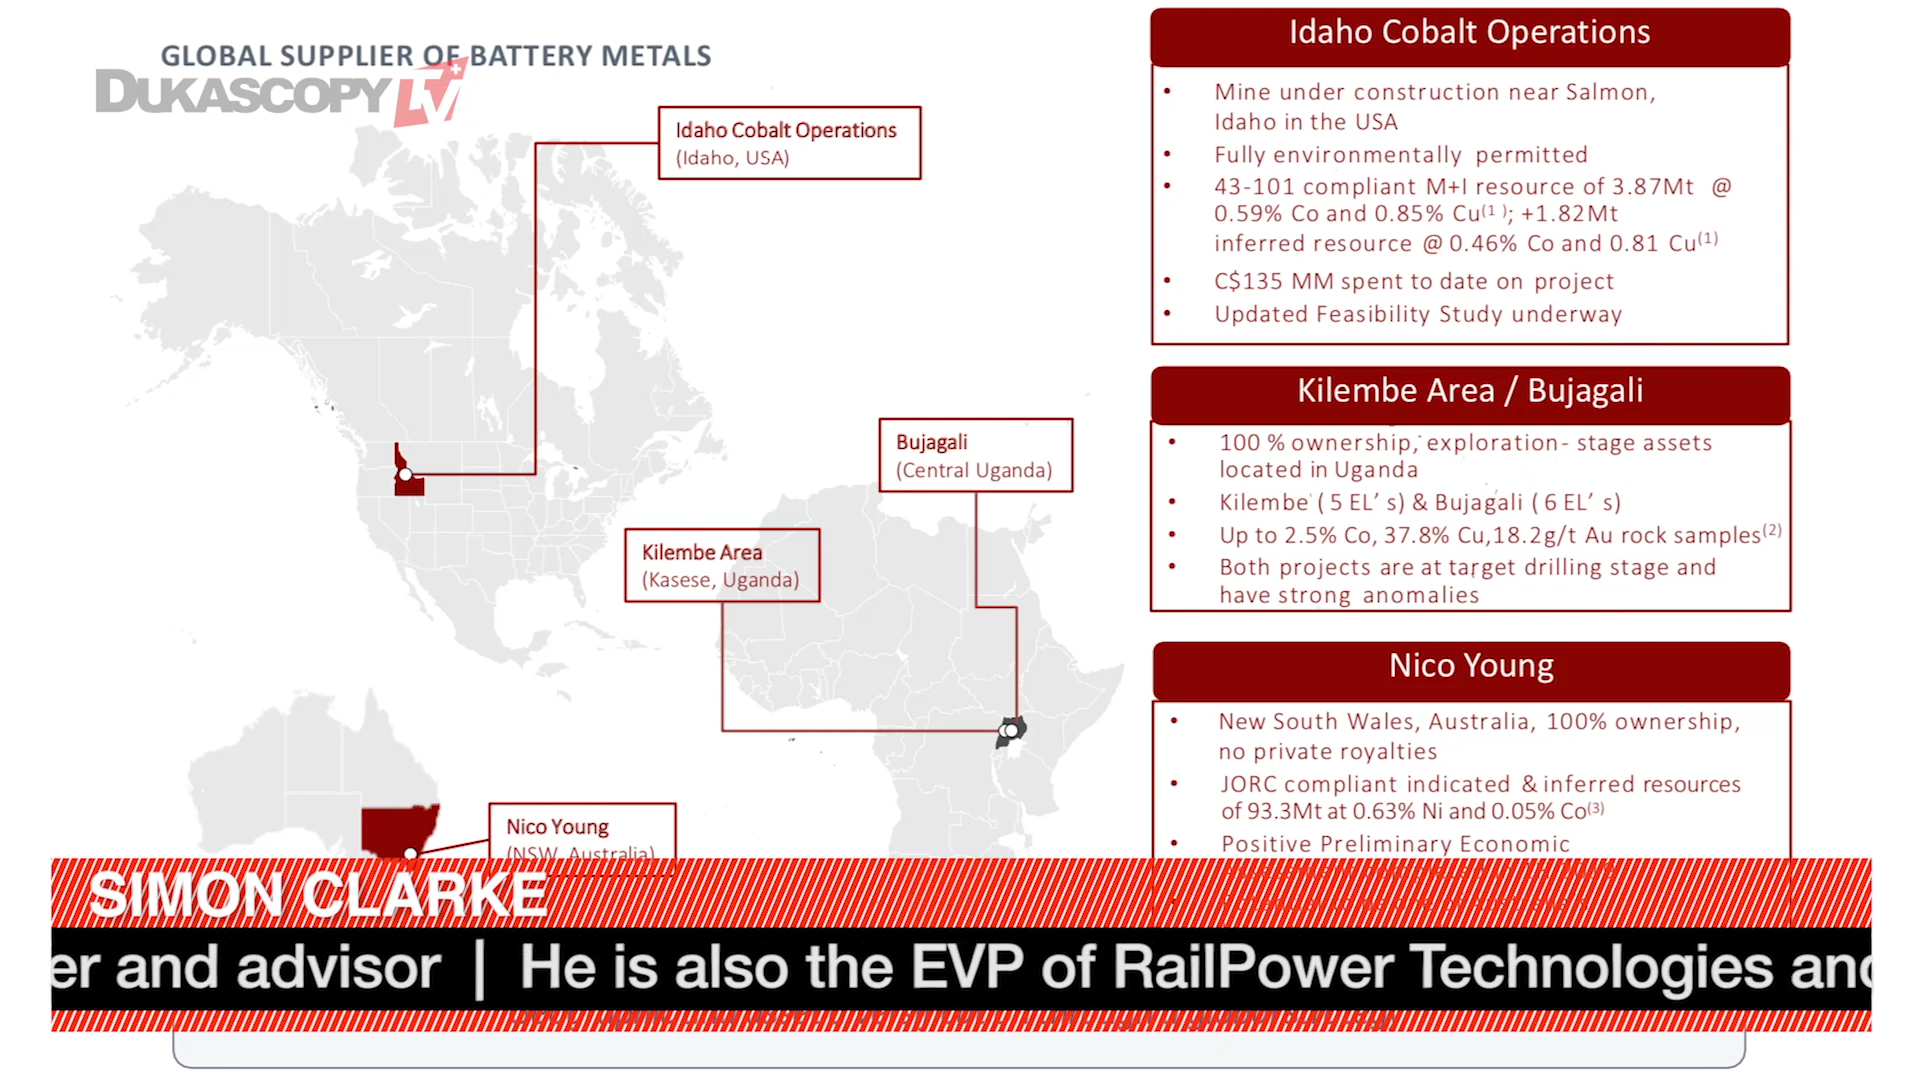 GLOBAL SUPPLIER OF BATTERY METALS
DUKASCOPY TV
Idaho Cobalt Operations
(Idaho, USA)
Bujagali
(Central Uganda)
Kilembe Area
(Kasese, Uganda)
Nico Young
(NSW, Australia)
Idaho Cobalt Operations
• Mine under construction near Salmon,
Idaho in the USA
• Fully environmentally permitted
• 43-101 compliant M+I resource of 3.87Mt @
0.59% Co and 0.85% Cu(1 ); +1.82Mt
inferred resource @ 0.46% Co and 0.81 Cu(1)
• C$135 MM spent to date on project
• Updated Feasibility Study underway
Kilembe Area / Bujagali
• 100 % ownership, exploration- stage assets
located in Uganda
• Kilembe ( 5 EL’ s) & Bujagali ( 6 EL’ s)
• Up to 2.5% Co, 37.8% Cu,18.2g/t Au rock samples(2)
• Both projects are at target drilling stage and
have strong anomalies
Nico Young
• New South Wales, Australia, 100% ownership,
no private royalties
• JORC compliant indicated & inferred resources
of 93.3Mt at 0.63% Ni and 0.05% Co(3)
• Positive Preliminary Economic
SIMON CLARKE
er and advisor | He is also the EVP of RailPower Technologies and